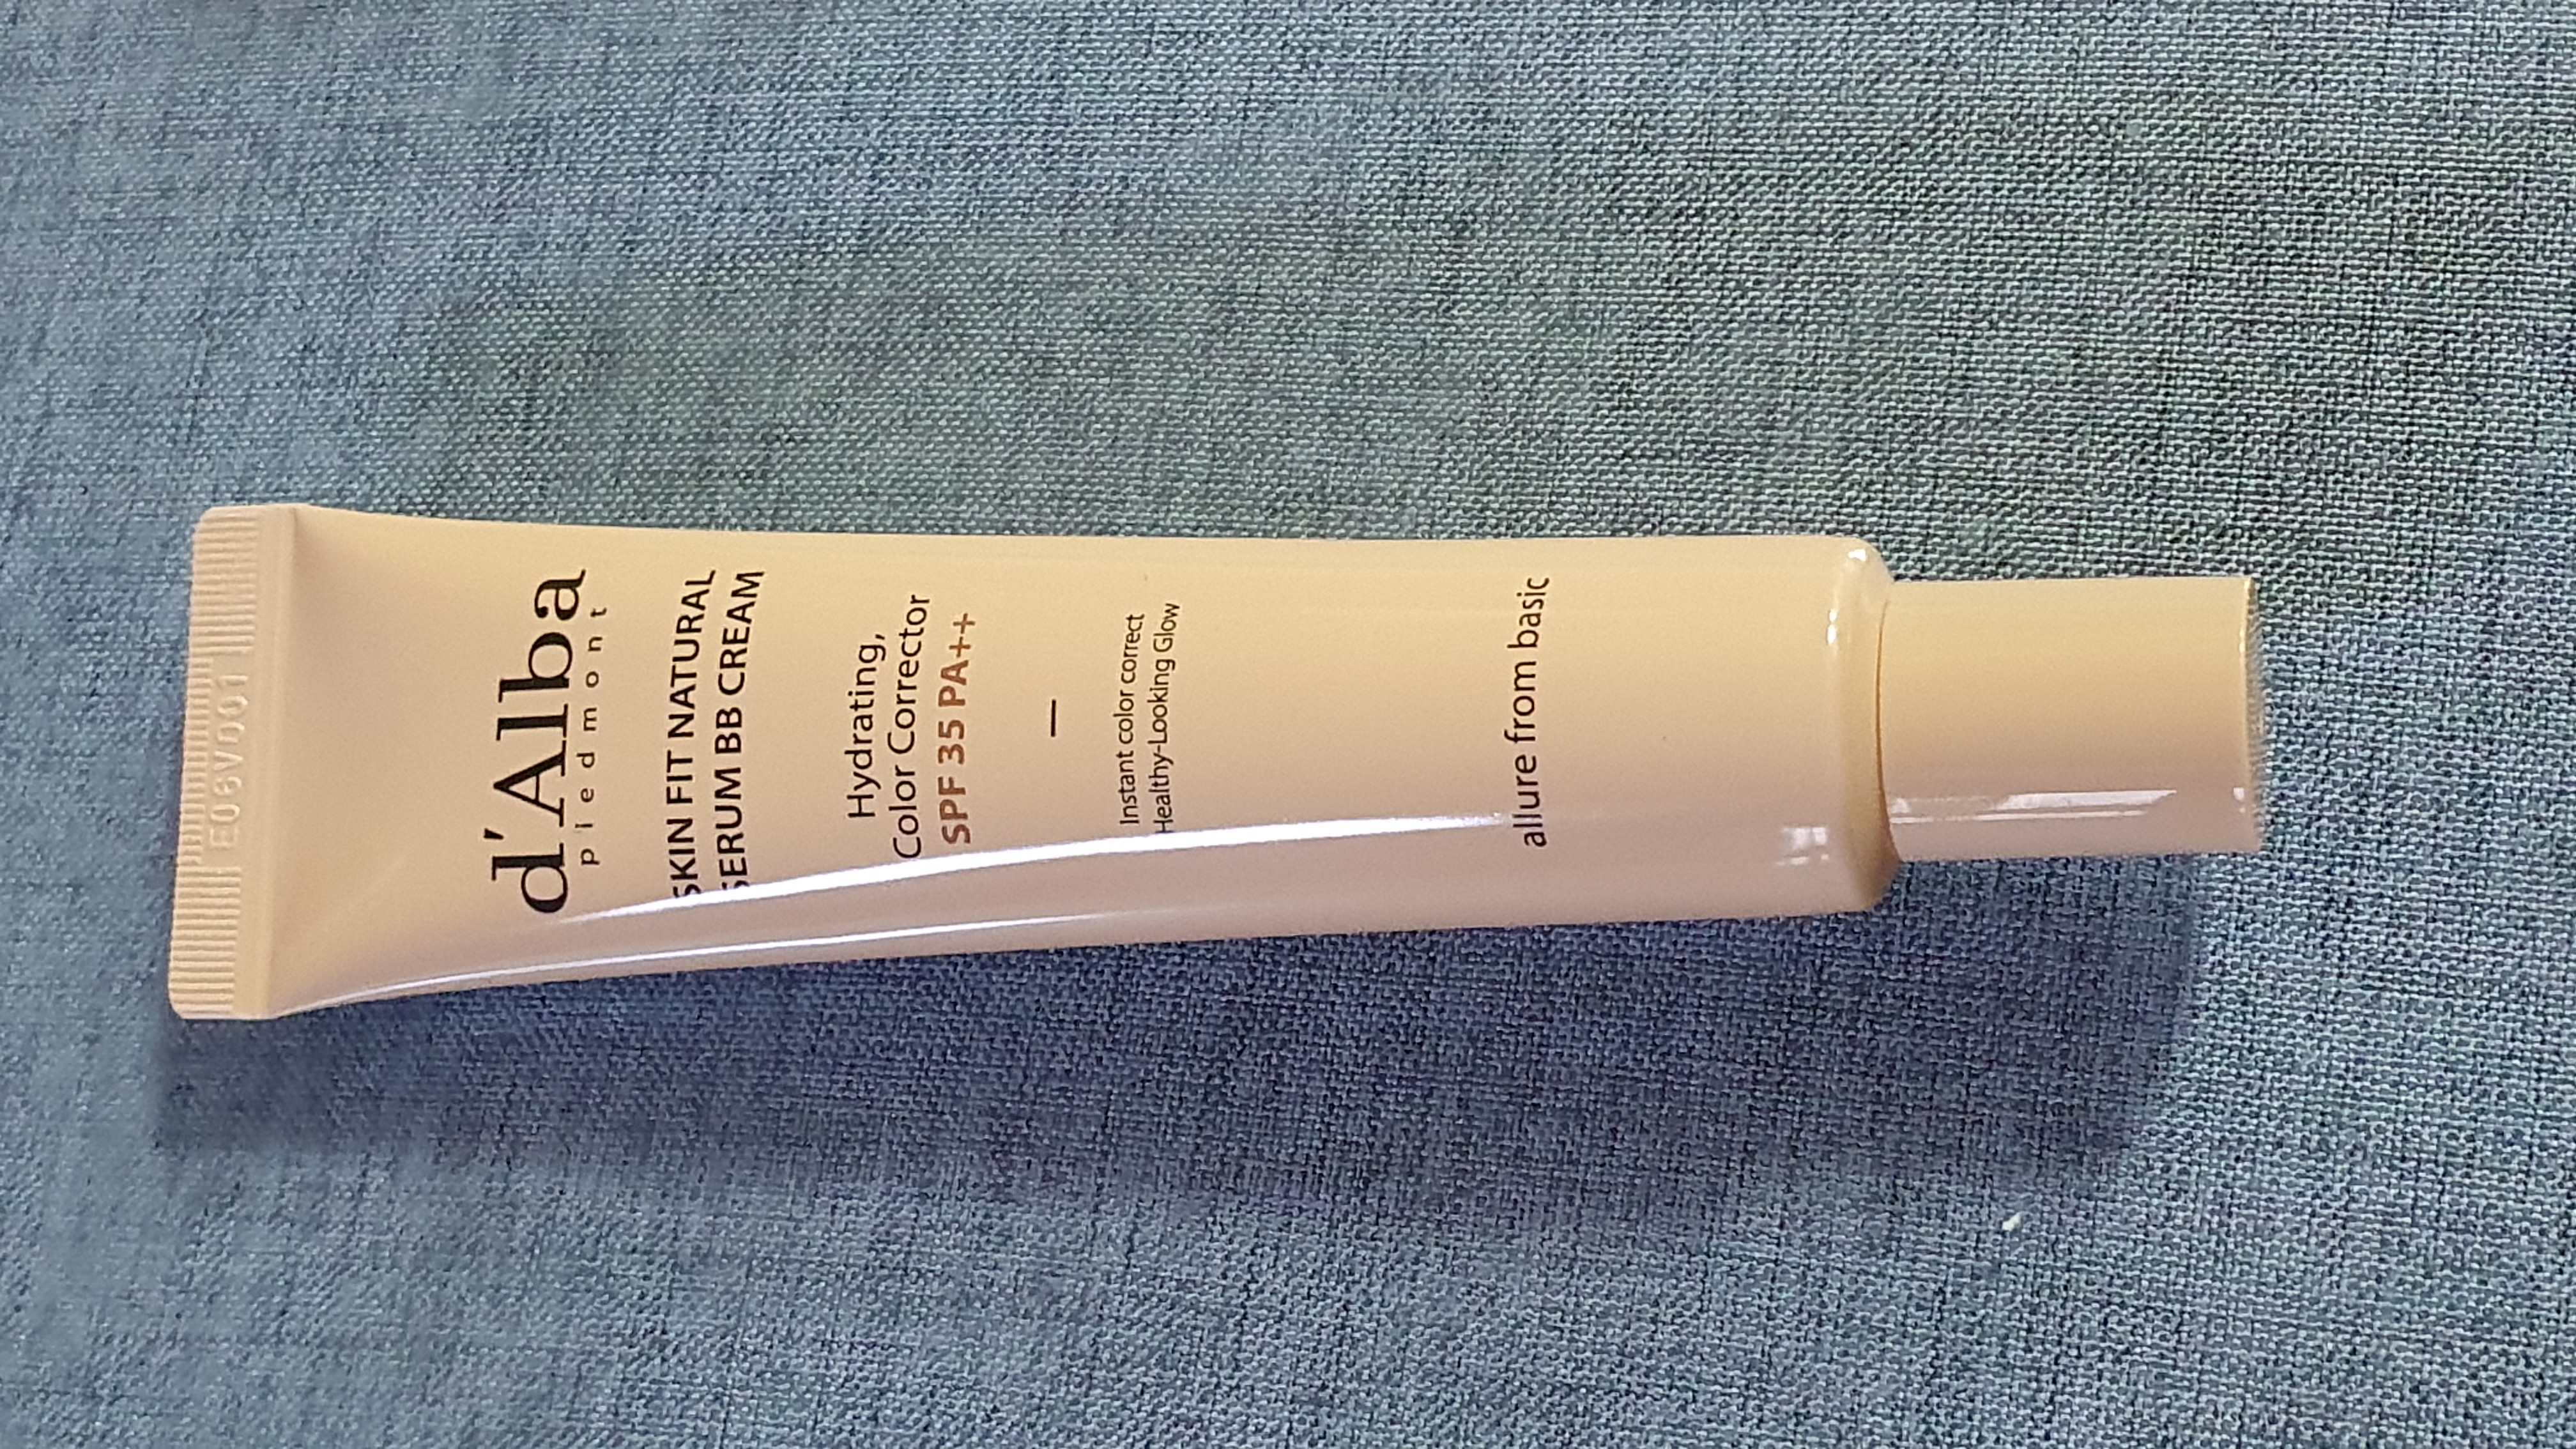 E06V001
d'Alba
piedmont
SKIN FIT NATURAL
SERUM BB CREAM
Hydrating,
Color Corrector
SPF 35 PA++
Instant color correct
Healthy-Looking Glow
allure from basic